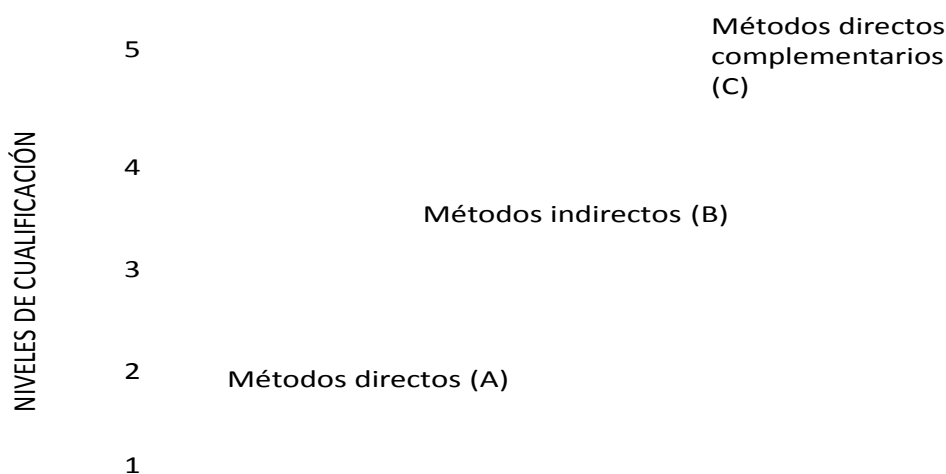 Métodos directos
complementarios
(C)
5
4
Métodos indirectos (B)
3
2
Métodos directos (A)
1
NIVELES DE CUALIFICACIÓN